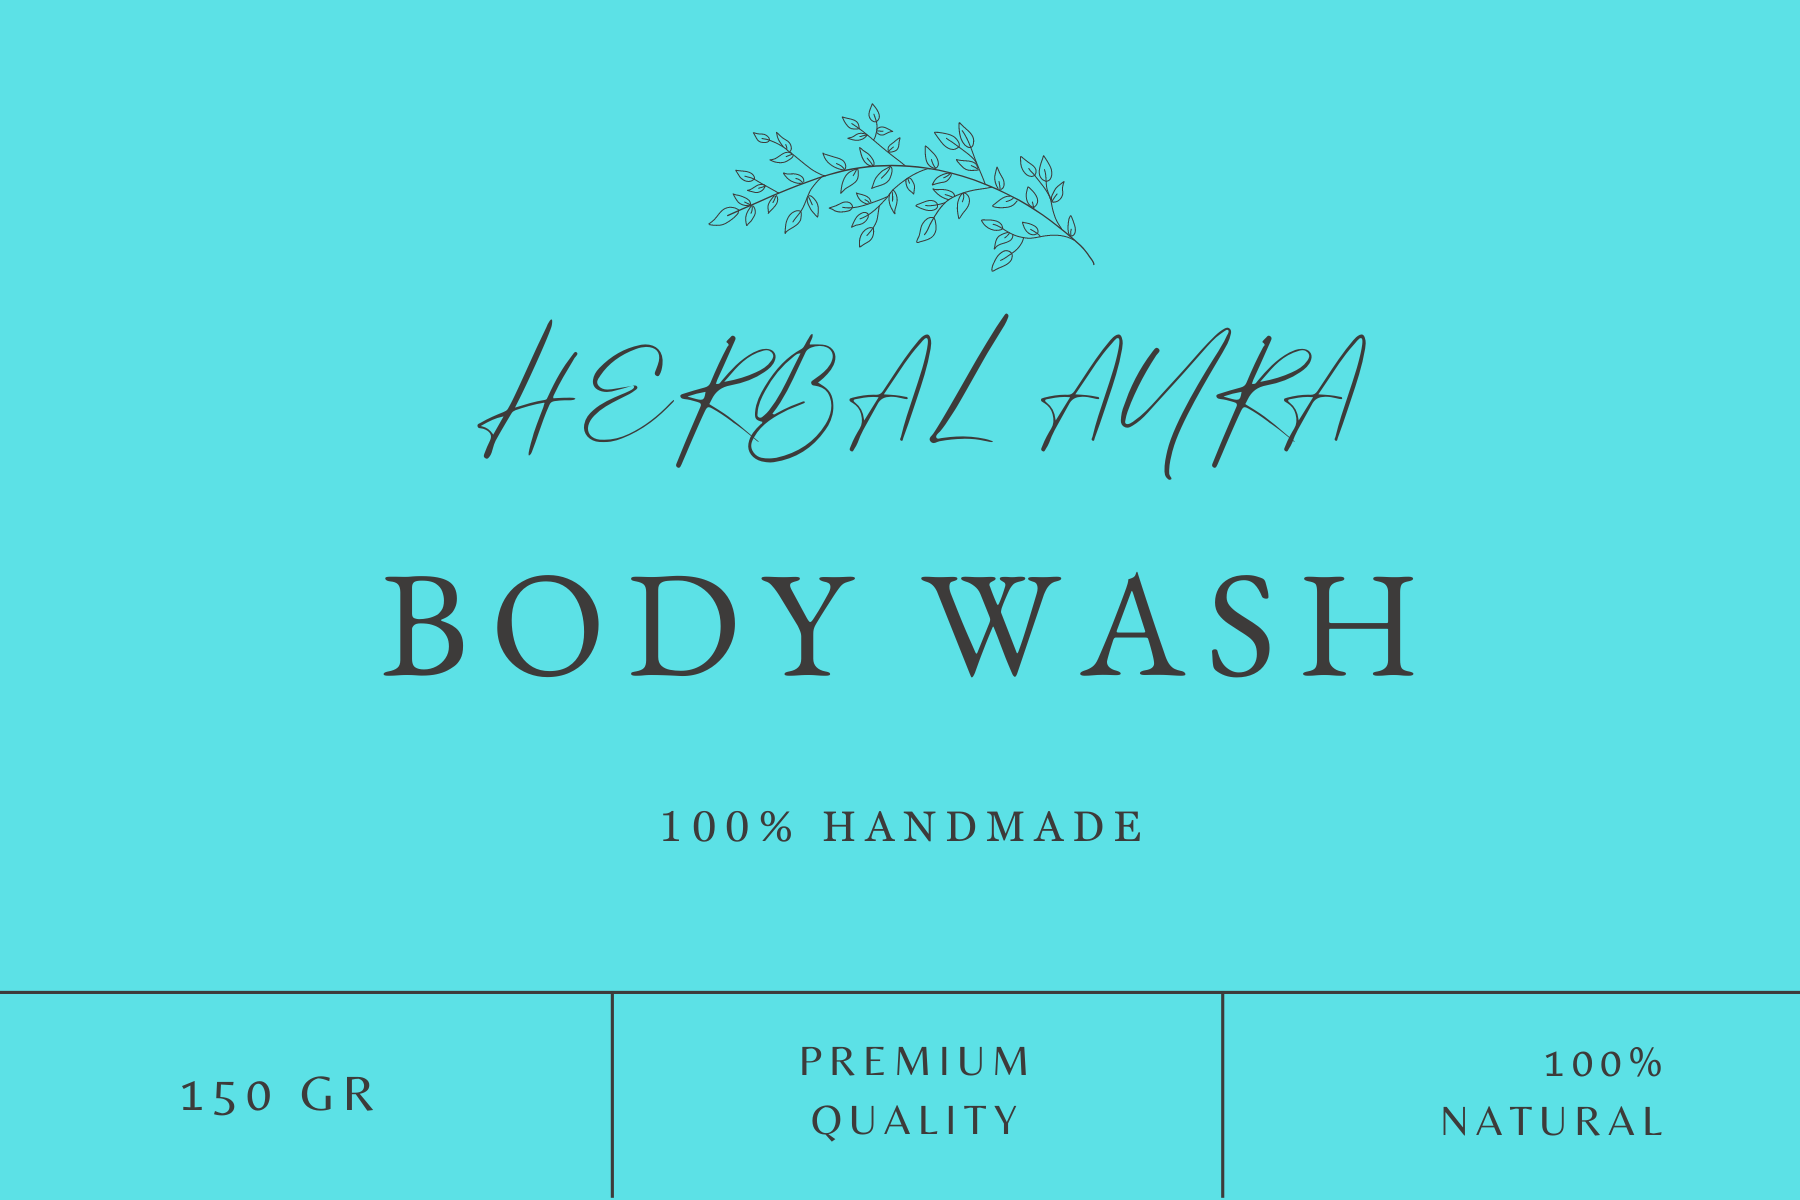 HERBAL AURA
BODY WASH
100% HANDMADE
150 GR
PREMIUM
QUALITY
100%
NATURAL